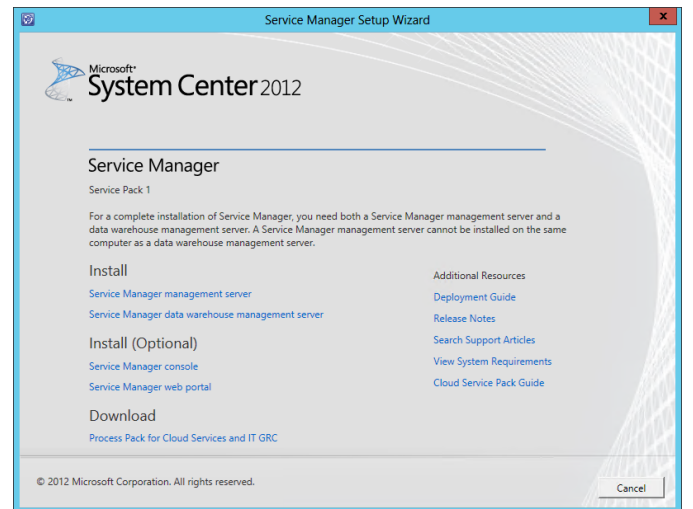 Service Manager Setup Wizard
x
Microsoft®
System Center 2012
Service Manager
Service Pack 1
For a complete installation of Service Manager, you need both a Service Manager management server and a
data warehouse management server. A Service Manager management server cannot be installed on the same
computer as a data warehouse management server.
Install
Service Manager management server
Service Manager data warehouse management server
Install (Optional)
Service Manager console
Service Manager web portal
Download
Process Pack for Cloud Services and IT GRC
Additional Resources
Deployment Guide
Release Notes
Search Support Articles
View System Requirements
Cloud Service Pack Guide
© 2012 Microsoft Corporation. All rights reserved.
Cancel